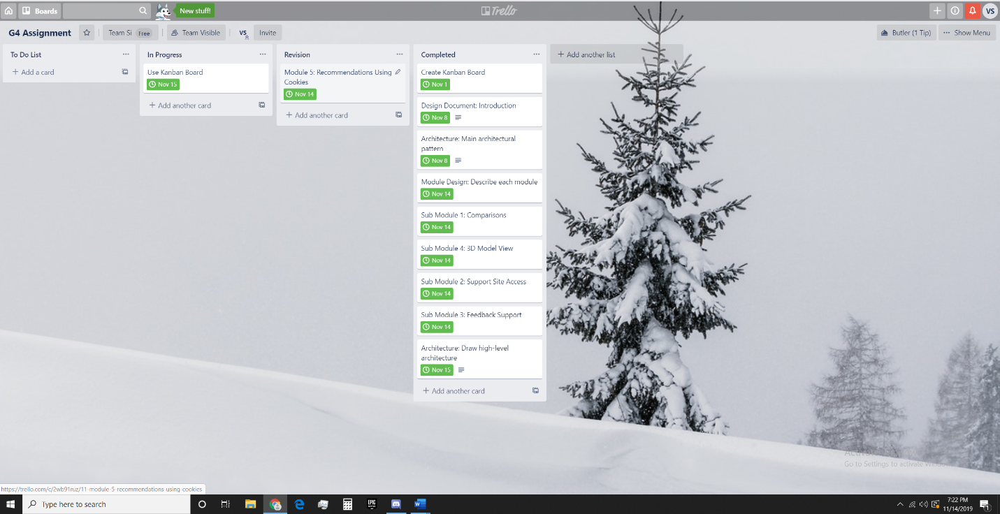 Boards
New stuff!
Trello
VS
G4 Assignment
Team Si Free
Team Visible
VS
Invite
Butler (1 Tip)
Show Menu
To Do List
+ Add a card
In Progress
Use Kanban Board
Nov 15
+ Add another card
Revision
Module 5: Recommendations Using
Cookies
Nov 14
+ Add another card
Completed
Create Kanban Board
Nov 1
Design Document: Introduction
Nov 8
Architecture: Main architectural
pattern
Nov 8
Module Design: Describe each module
Nov 14
Sub Module 1: Comparisons
Nov 14
Sub Module 4: 3D Model View
Nov 14
Sub Module 2: Support Site Access
Nov 14
Sub Module 3: Feedback Support
Nov 14
Architecture: Draw high-level
architecture
Nov 15
+ Add another card
+ Add another list
Go to Settings to activate
https://trello.com/c/2wb91ruz/11-module-5-recommendations-using-cookies
Type here to search
EPIC
7:22 PM
11/14/2019
1